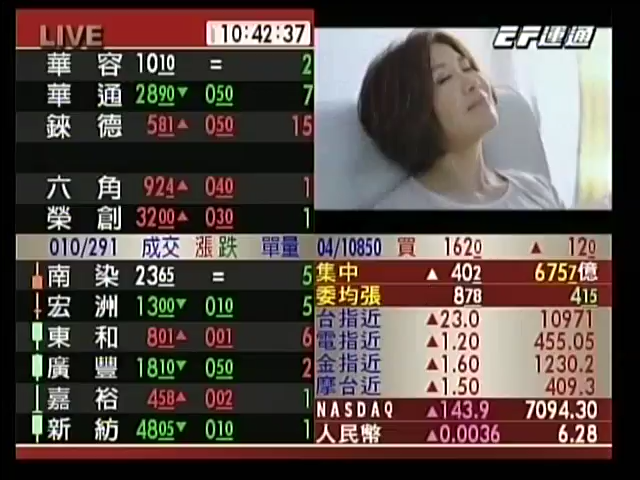 LIVE 10:42:37
華容 1010 = 2
華通 2890▼ 050 7
錸德 581▲ 050 15
六角 924▲ 040 1
榮創 3200▲ 030 1
010/291 成交 漲跌 單量
南染 2365 = 5
宏洲 1300▼ 010 5
東和 801▲ 001 6
廣豐 1810▼ 050 2
嘉裕 458▲ 002 1
新紡 4805▼ 010 1
運通
04/10850 買 1620 ▲ 120
集中 ▲ 402 6757億
委均張 878 415
台指近 ▲23.0 10971
電指近 ▲1.20 455.05
金指近 ▲1.60 1230.2
摩台近 ▲1.50 409.3
NASDAQ ▲143.9 7094.30
人民幣 ▲0.0036 6.28